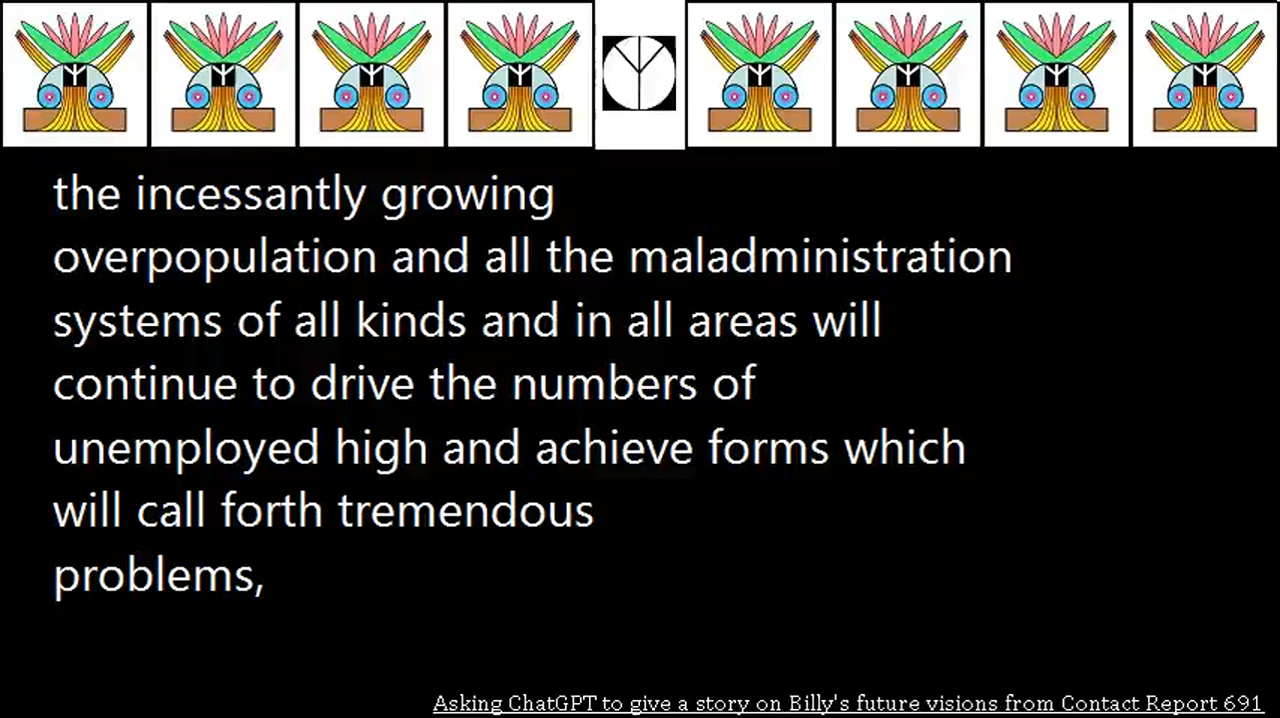 the incessantly growing
overpopulation and all the maladministration
systems of all kinds and in all areas will
continue to drive the numbers of
unemployed high and achieve forms which
will call forth tremendous
problems,
Asking ChatGPT to give a story on Billy's future visions from Contact Report 691